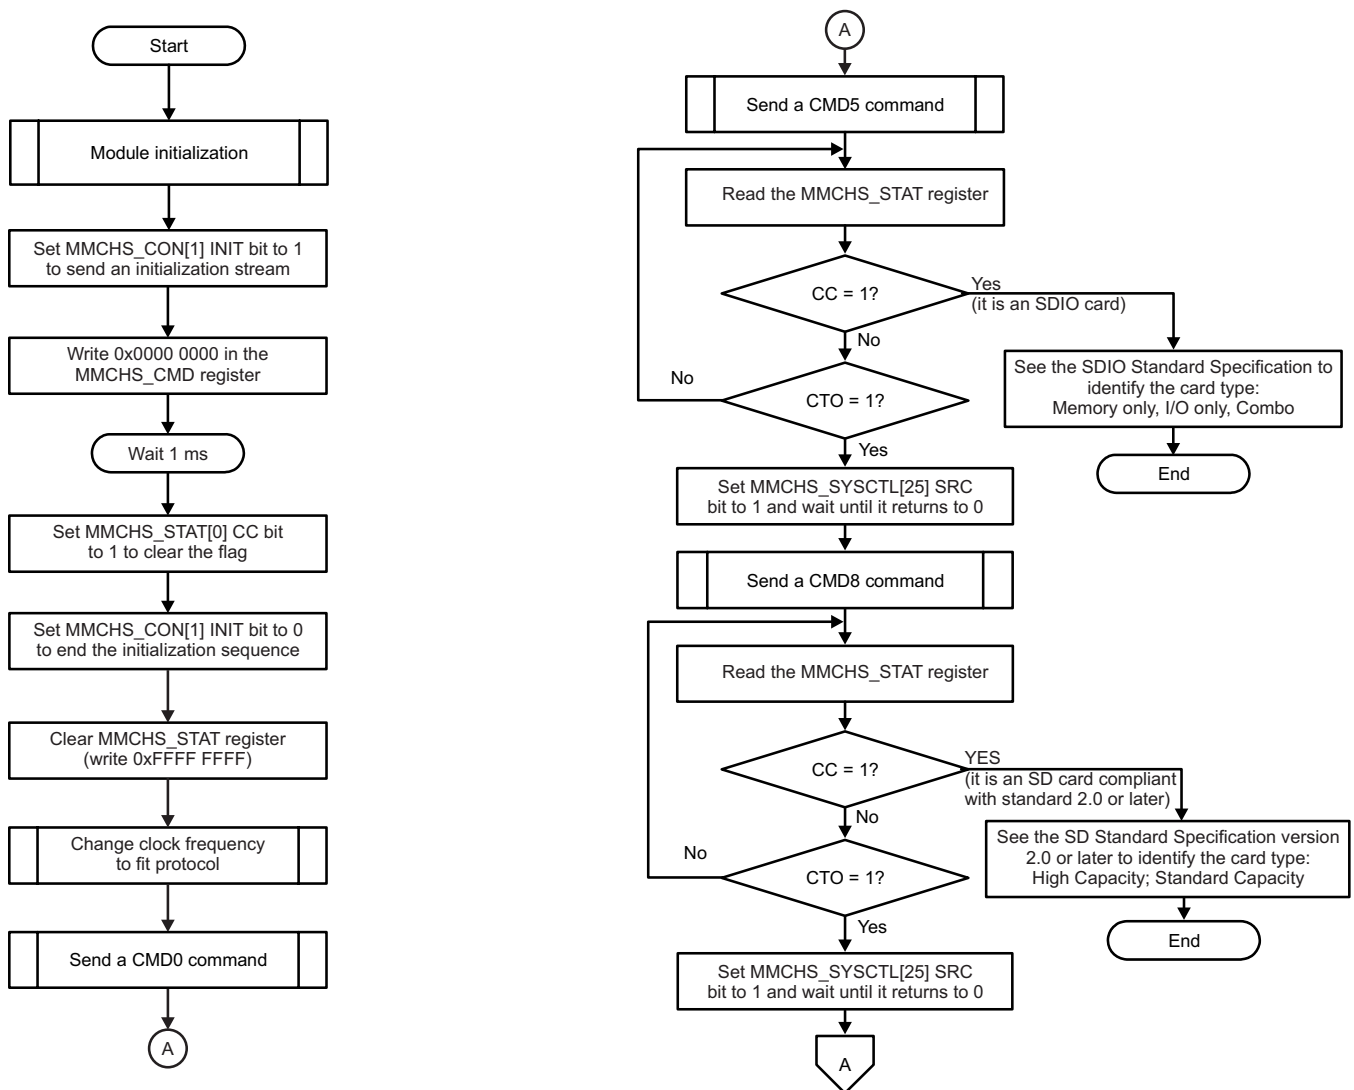 Start
Module initialization
Set MMCHS_CON[1] INIT bit to 1
to send an initialization stream
Write 0x0000 0000 in the
MMCHS_CMD register
Wait 1 ms
Set MMCHS_STAT[0] CC bit
to 1 to clear the flag
Set MMCHS_CON[1] INIT bit to 0
to end the initialization sequence
Clear MMCHS_STAT register
(write 0xFFFF FFFF)
Change clock frequency
to fit protocol
Send a CMD0 command
A
A
Send a CMD5 command
Read the MMCHS_STAT register
CC = 1?
Yes
(it is an SDIO card)
No
See the SDIO Standard Specification to
identify the card type:
Memory only, I/O only, Combo
End
No
CTO = 1?
Yes
Set MMCHS_SYSCTL[25] SRC
bit to 1 and wait until it returns to 0
Send a CMD8 command
Read the MMCHS_STAT register
CC = 1?
YES
(it is an SD card compliant
with standard 2.0 or later)
No
See the SD Standard Specification version
2.0 or later to identify the card type:
High Capacity; Standard Capacity
End
No
CTO = 1?
Yes
Set MMCHS_SYSCTL[25] SRC
bit to 1 and wait until it returns to 0
A